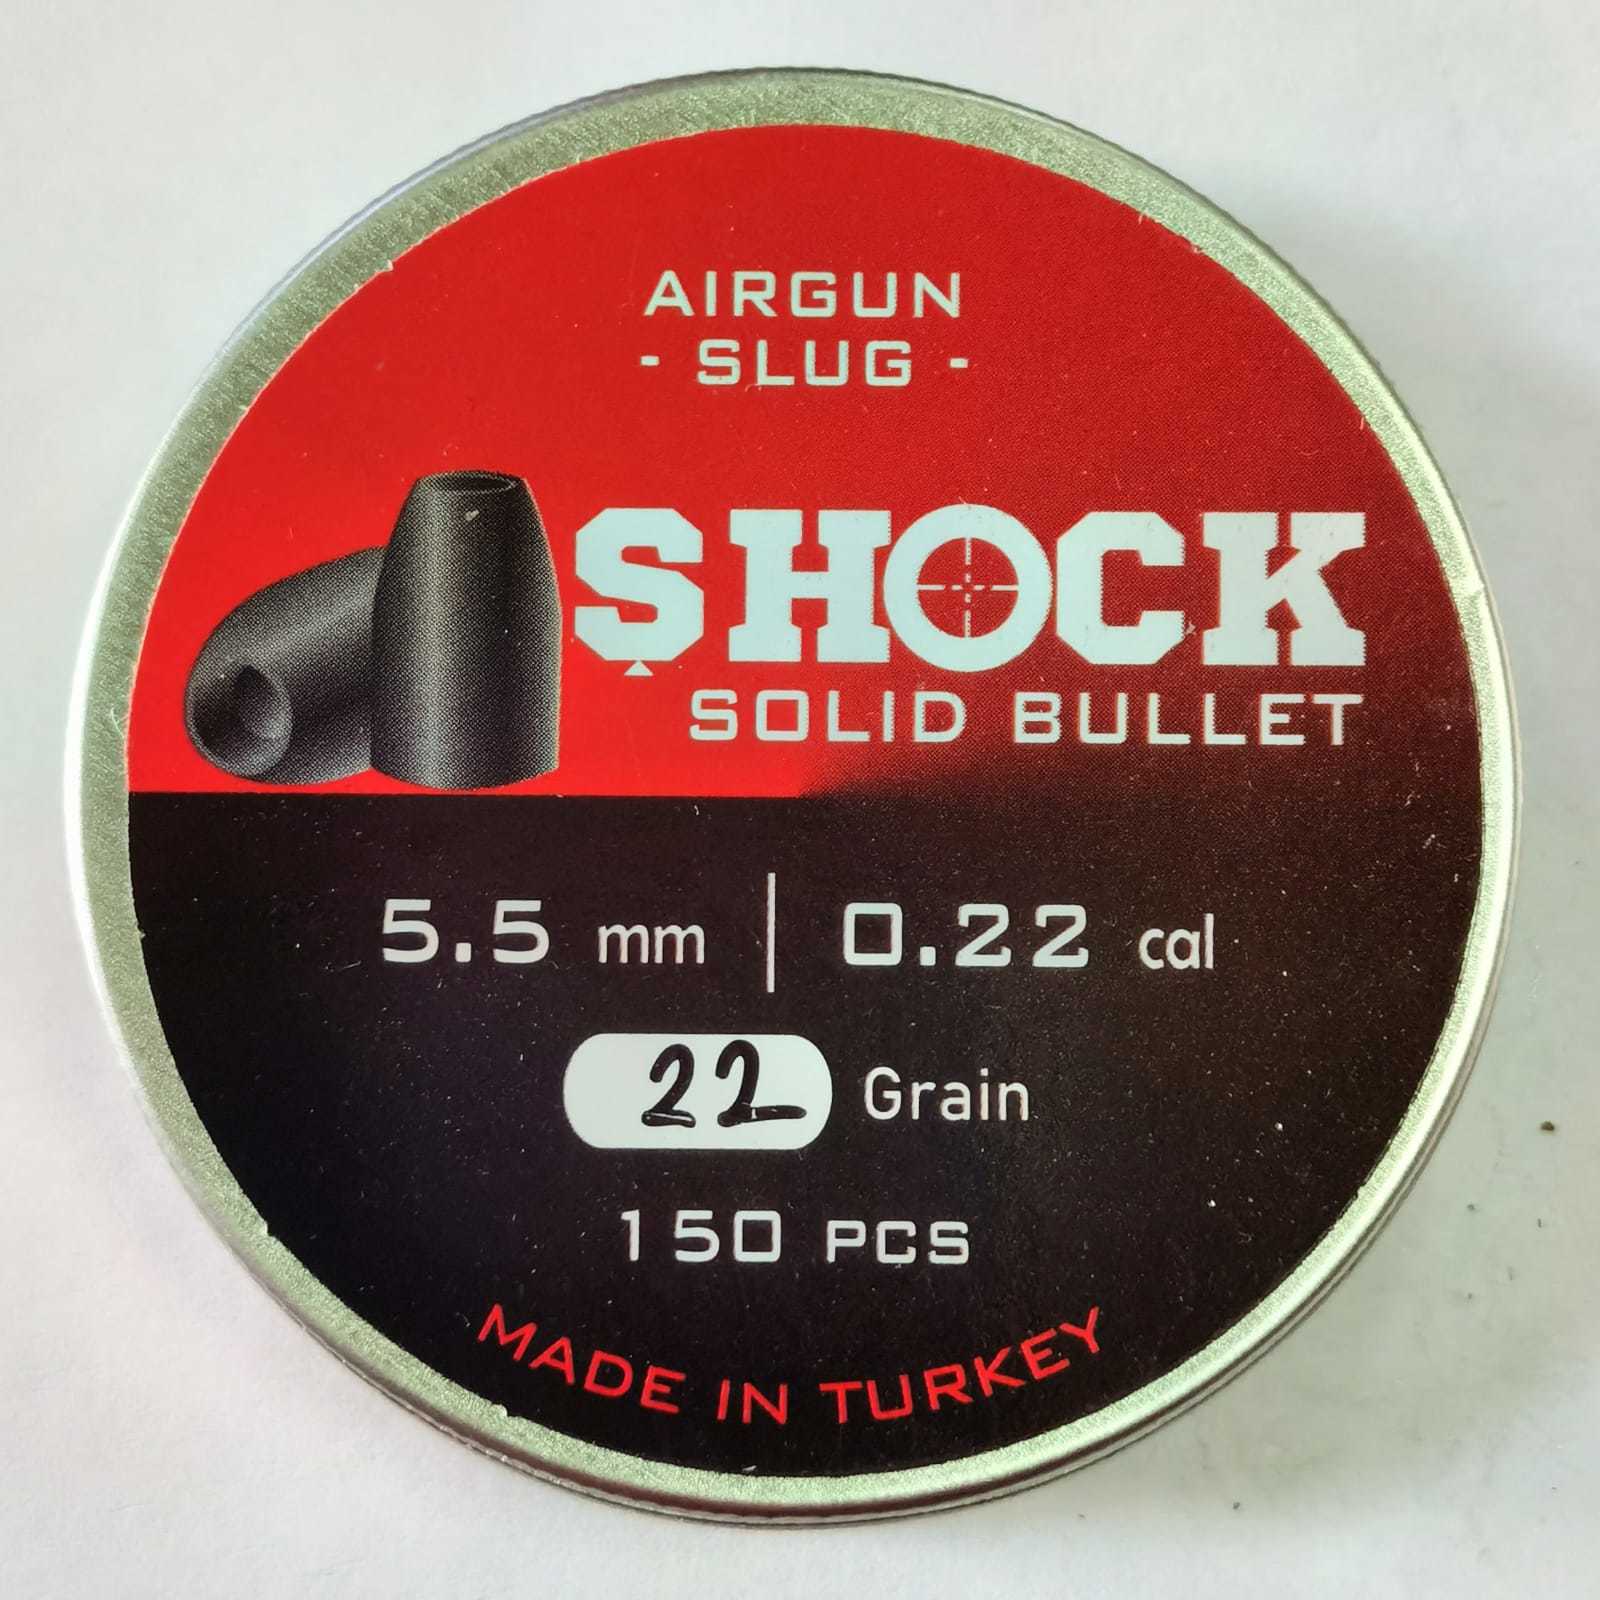 AIRGUN
- SLUG -
ŞHOCK
SOLID BULLET
5.5 mm | 0.22 cal
22 Grain
150 PCS
MADE IN TURKEY